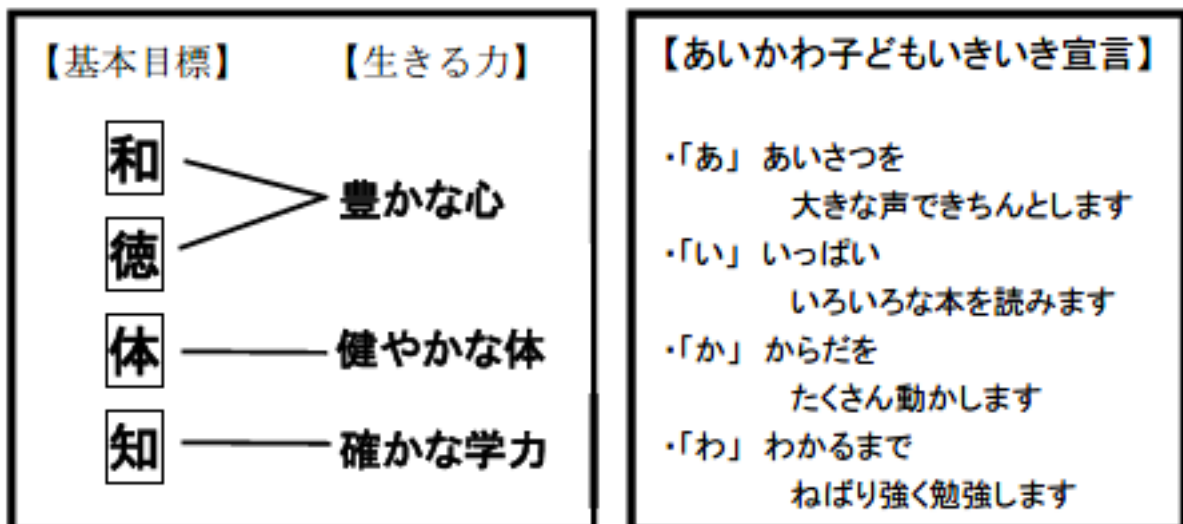 【基本目標】 【生きる力】
和
徳
豊かな心
体 健やかな体
知 確かな学力
【あいかわ子どもいきいき宣言】
・「あ」 あいさつを
大きな声できちんとします
・「い」 いっぱい
いろいろな本を読みます
・「か」 からだを
たくさん動かします
・「わ」 わかるまで
ねばり強く勉強します